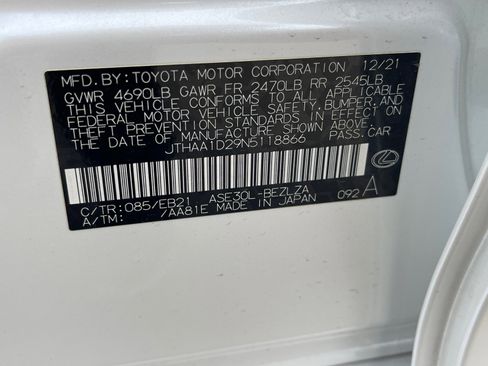 MFD. BY: TOYOTA MOTOR CORPORATION 12/21
GVWR 4690LB GAWR FR 2470LB RR 2545LB
THIS VEHICLE CONFORMS TO ALL APPLICABLE
FEDERAL MOTOR VEHICLE SAFETY, BUMPER, AND
THEFT PREVENTION STANDARDS IN EFFECT ON
THE DATE OF MANUFACTURE SHOWN ABOVE.
JTHAA1D29N5118866 PASS.CAR
C/TR: 085/EB21 ASE30L-BEZLZA 092 A
A/TM: /AA81E MADE IN JAPAN